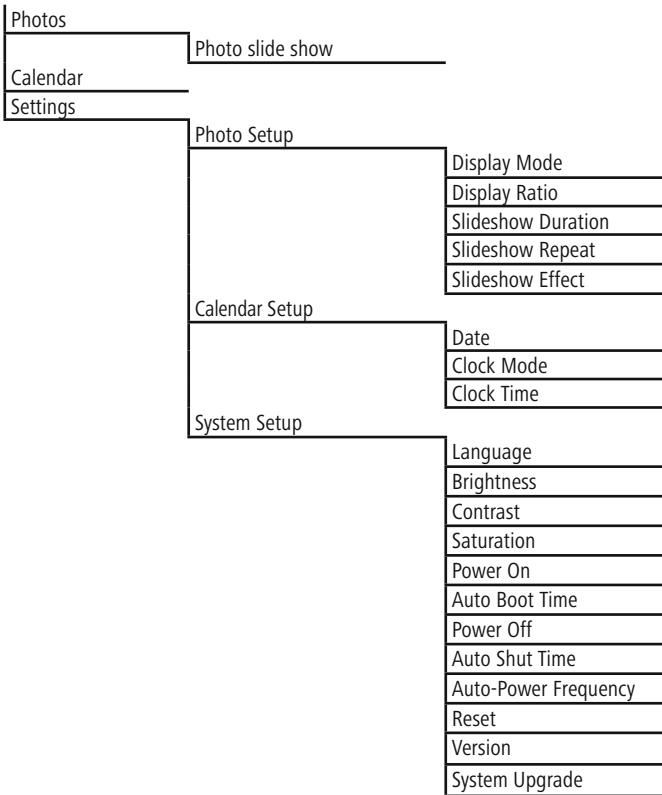 Photos
Photo slide show
Calendar
Settings
Photo Setup
Display Mode
Display Ratio
Slideshow Duration
Slideshow Repeat
Slideshow Effect
Calendar Setup
Date
Clock Mode
Clock Time
System Setup
Language
Brightness
Contrast
Saturation
Power On
Auto Boot Time
Power Off
Auto Shut Time
Auto-Power Frequency
Reset
Version
System Upgrade